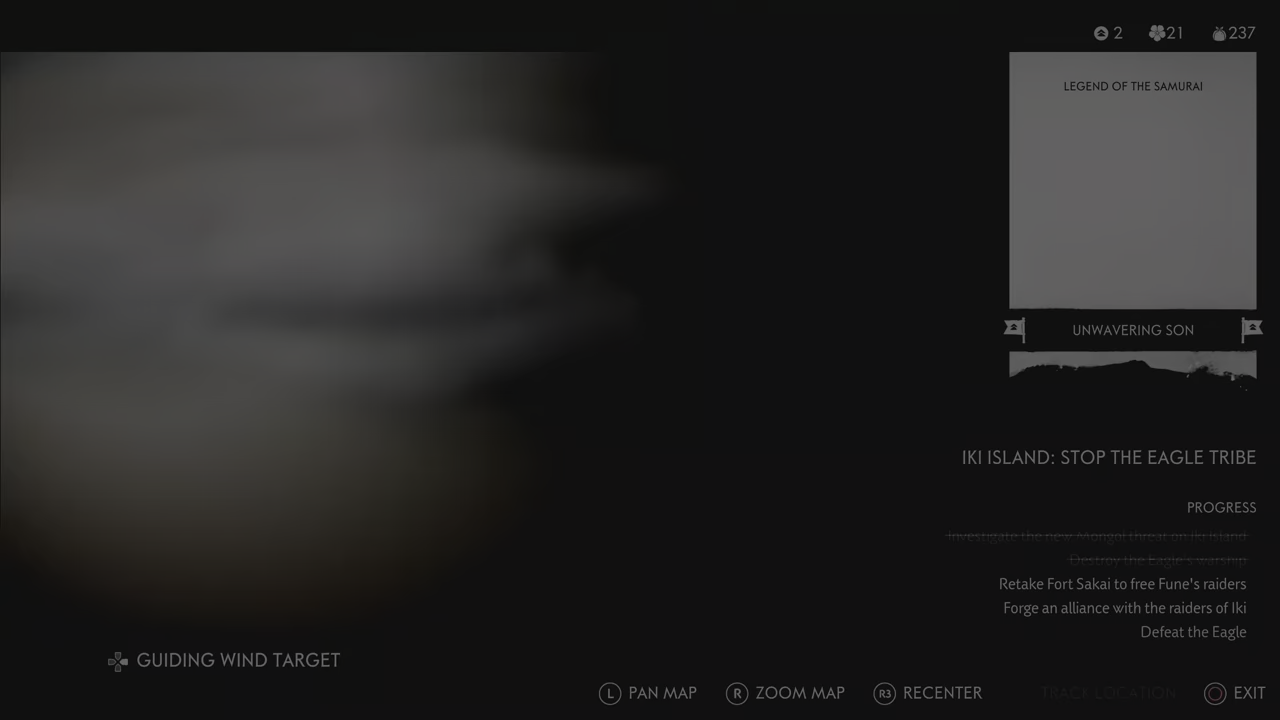 2 21 237
LEGEND OF THE SAMURAI
UNWAVERING SON
IKI ISLAND: STOP THE EAGLE TRIBE
PROGRESS
Investigate the new Mongol threat on Iki Island
Destroy the Eagle's warship
Retake Fort Sakai to free Fune's raiders
Forge an alliance with the raiders of Iki
Defeat the Eagle
GUIDING WIND TARGET
L PAN MAP R ZOOM MAP R3 RECENTER TRACK LOCATION EXIT